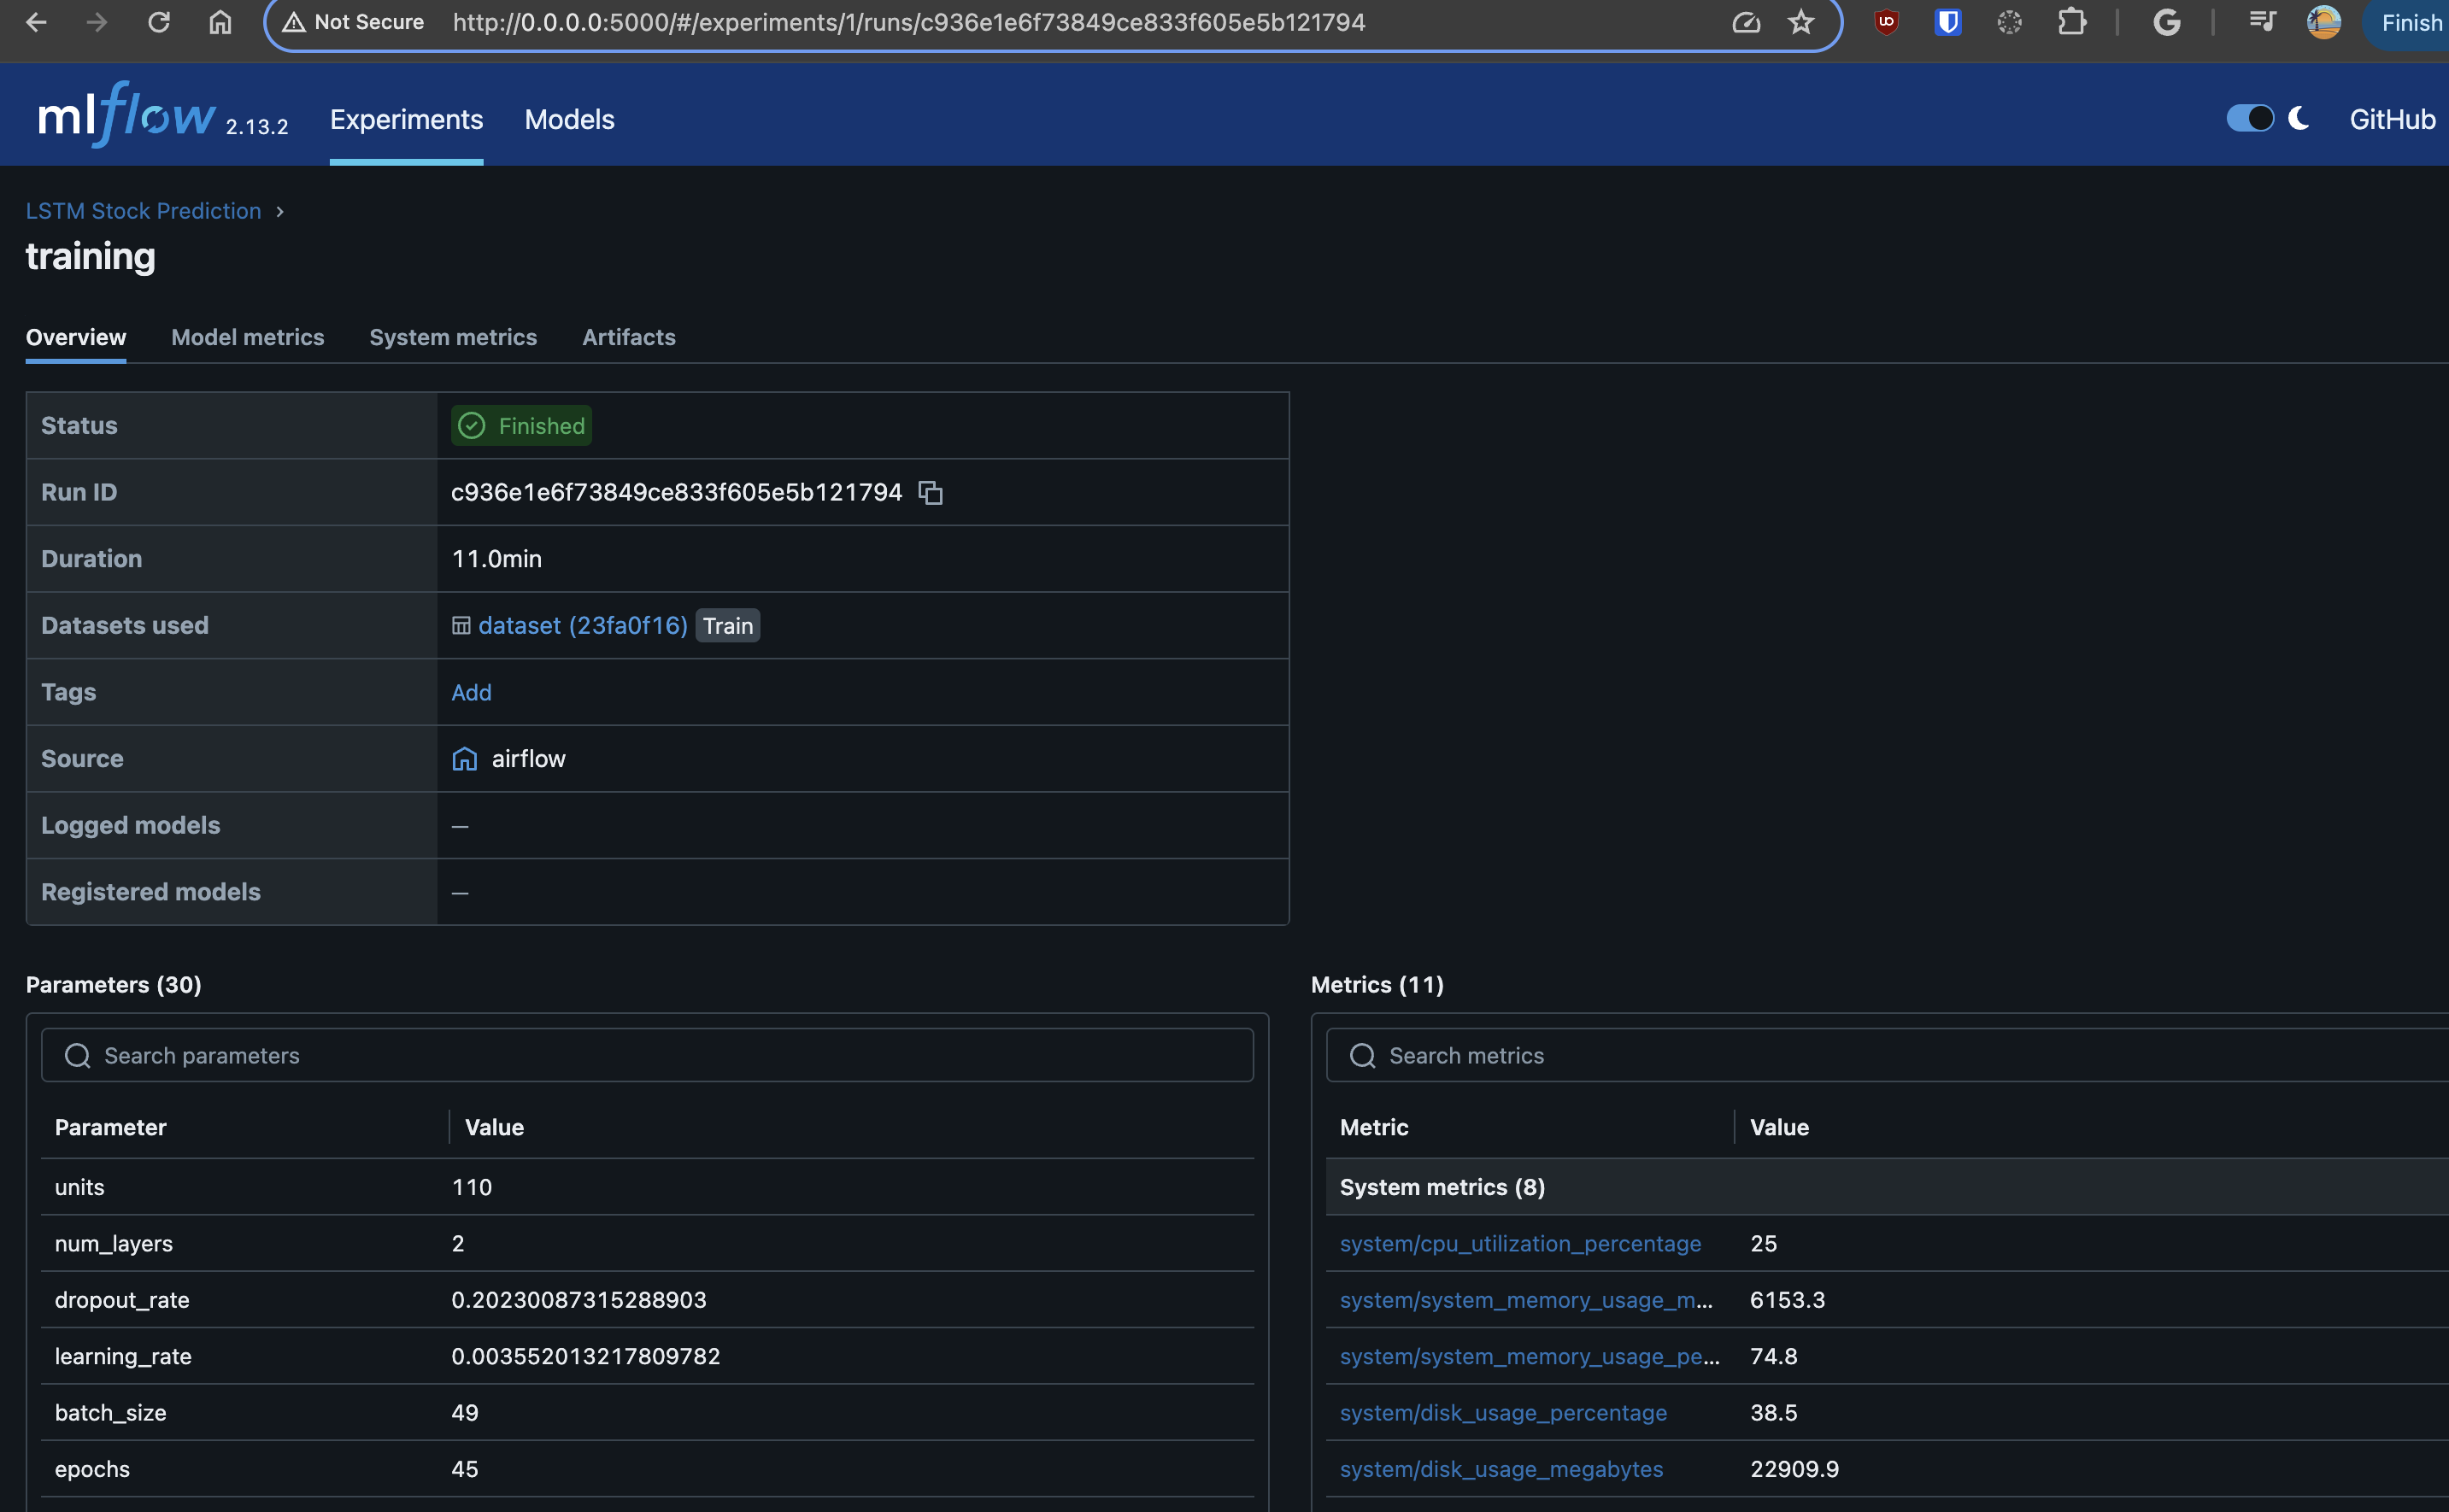 Not Secure http://0.0.0.0:5000/#/experiments/1/runs/c936e1e6f73849ce833f605e5b121794
Finish
mlflow 2.13.2 Experiments Models GitHub
LSTM Stock Prediction
training
Overview Model metrics System metrics Artifacts
Status Finished
Run ID c936e1e6f73849ce833f605e5b121794
Duration 11.0min
Datasets used dataset (23fa0f16) Train
Tags Add
Source airflow
Logged models —
Registered models —
Parameters (30)
Search parameters
Parameter Value
units 110
num_layers 2
dropout_rate 0.20230087315288903
learning_rate 0.003552013217809782
batch_size 49
epochs 45
Metrics (11)
Search metrics
Metric Value
System metrics (8)
system/cpu_utilization_percentage 25
system/system_memory_usage_m... 6153.3
system/system_memory_usage_pe... 74.8
system/disk_usage_percentage 38.5
system/disk_usage_megabytes 22909.9